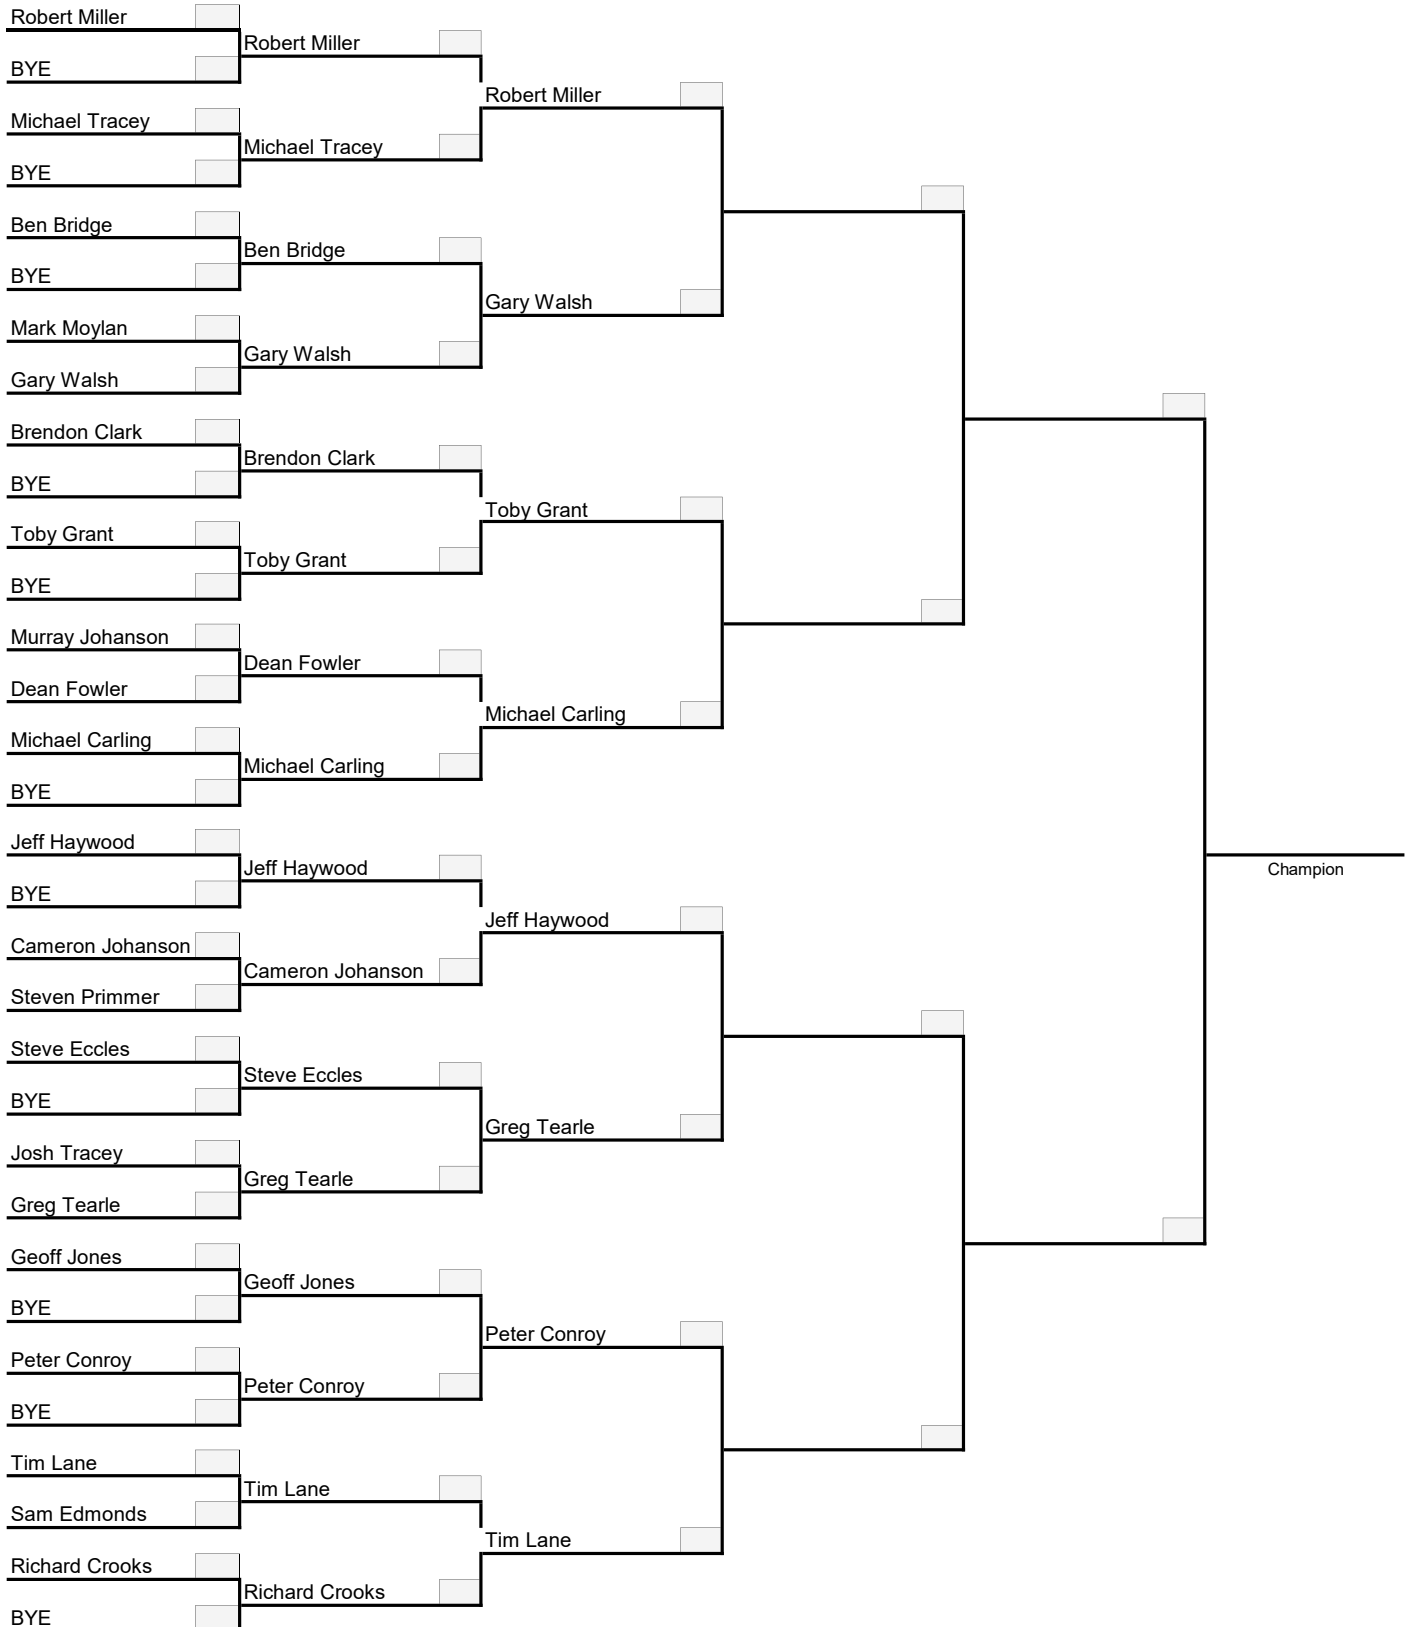 Robert Miller
BYE
Michael Tracey
BYE
Ben Bridge
BYE
Mark Moylan
Gary Walsh
Brendon Clark
BYE
Toby Grant
BYE
Murray Johanson
Dean Fowler
Michael Carling
BYE
Jeff Haywood
BYE
Cameron Johanson
Steven Primmer
Steve Eccles
BYE
Josh Tracey
Greg Tearle
Geoff Jones
BYE
Peter Conroy
BYE
Tim Lane
Sam Edmonds
Richard Crooks
BYE
Robert Miller
Michael Tracey
Ben Bridge
Gary Walsh
Brendon Clark
Toby Grant
Dean Fowler
Michael Carling
Jeff Haywood
Cameron Johanson
Steve Eccles
Greg Tearle
Geoff Jones
Peter Conroy
Tim Lane
Richard Crooks
Robert Miller
Gary Walsh
Toby Grant
Michael Carling
Jeff Haywood
Greg Tearle
Peter Conroy
Tim Lane
Champion